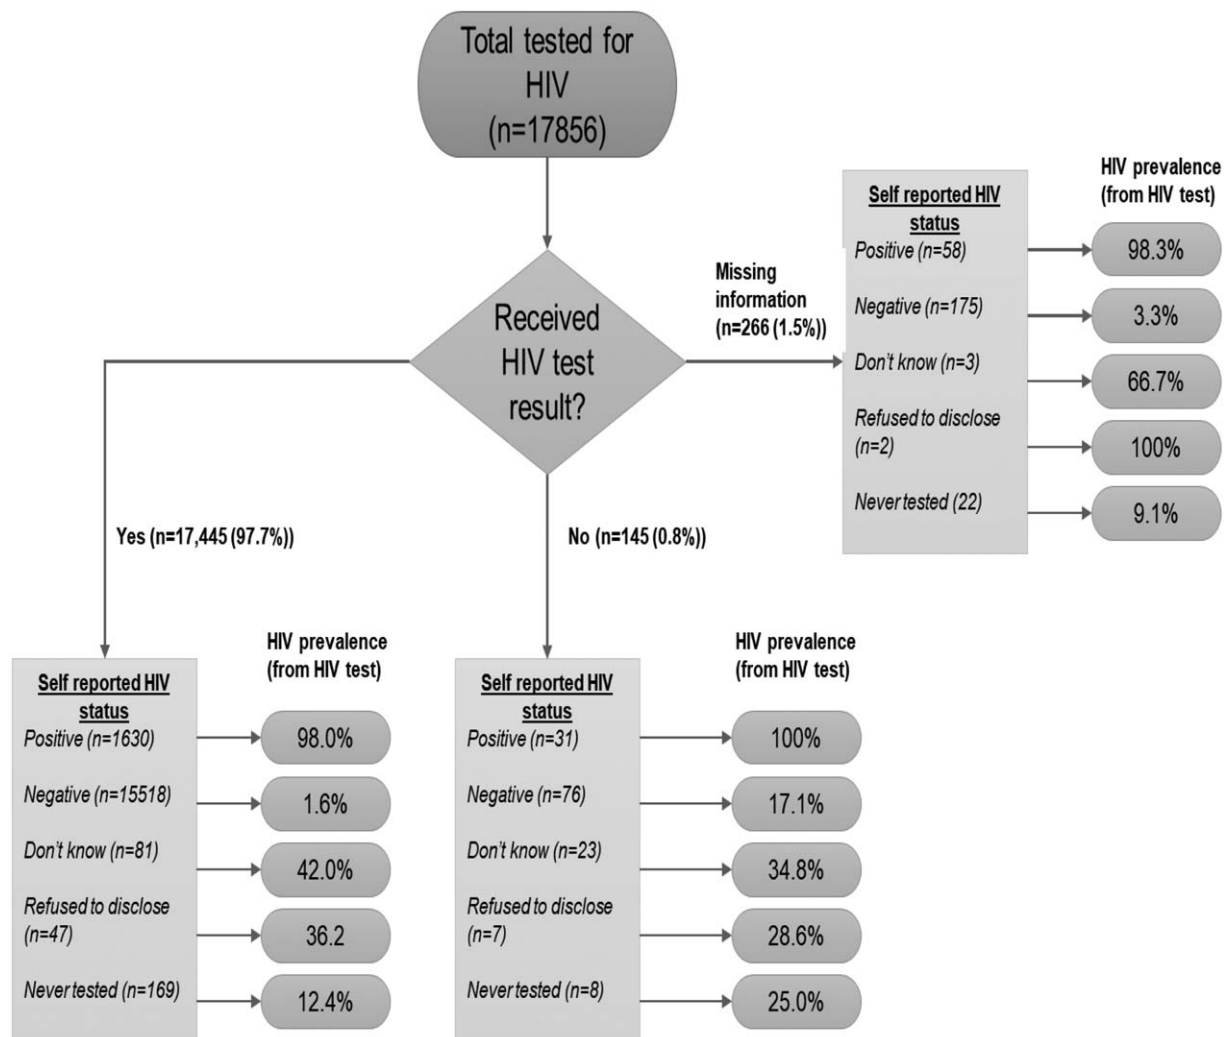 Total tested for
HIV
(n=17856)
Received
HIV test
result?
Missing
information
(n=266 (1.5%))
Self reported HIV
status
Positive (n=58)
Negative (n=175)
Don't know (n=3)
Refused to disclose
(n=2)
Never tested (22)
HIV prevalence
(from HIV test)
98.3%
3.3%
66.7%
100%
9.1%
Yes (n=17,445 (97.7%))
No (n=145 (0.8%))
Self reported HIV
status
Positive (n=1630)
Negative (n=15518)
Don't know (n=81)
Refused to disclose
(n=47)
Never tested (n=169)
HIV prevalence
(from HIV test)
98.0%
1.6%
42.0%
36.2
12.4%
Self reported HIV
status
Positive (n=31)
Negative (n=76)
Don't know (n=23)
Refused to disclose
(n=7)
Never tested (n=8)
HIV prevalence
(from HIV test)
100%
17.1%
34.8%
28.6%
25.0%